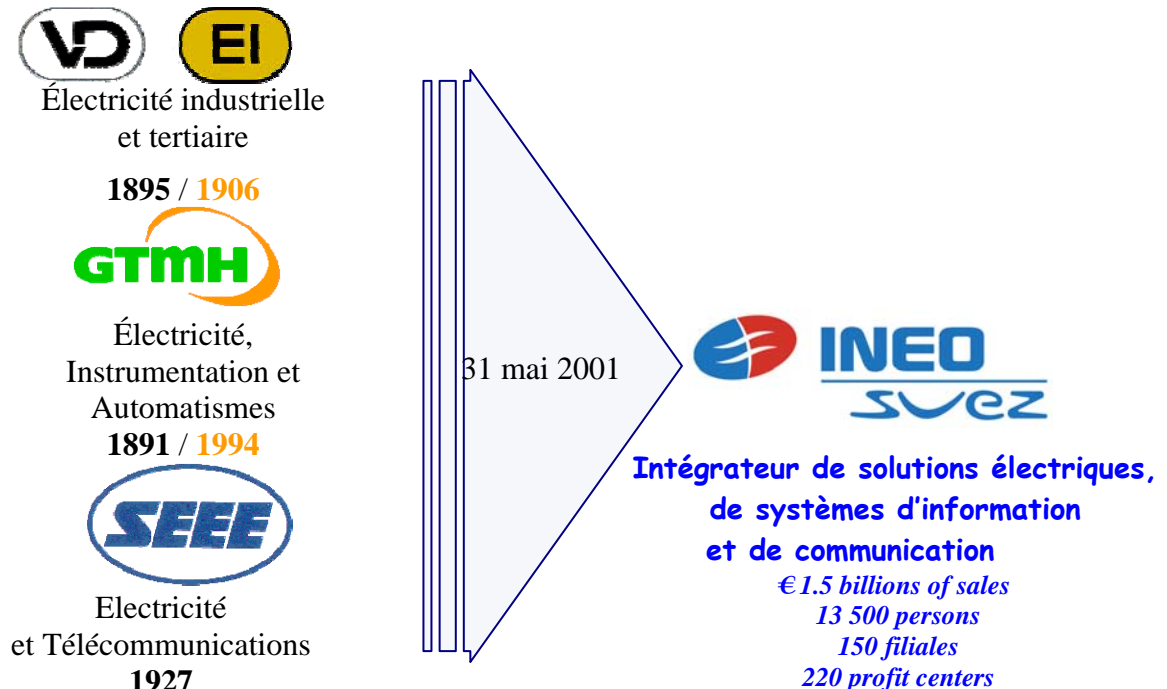 VD EI
Électricité industrielle
et tertiaire
1895 / 1906
GTMH
Électricité,
Instrumentation et
Automatismes
1891 / 1994
SEEE
Electricité
et Télécommunications
1927
31 mai 2001
INEO
suez
Intégrateur de solutions électriques,
de systèmes d'information
et de communication
€ 1.5 billions of sales
13 500 persons
150 filiales
220 profit centers